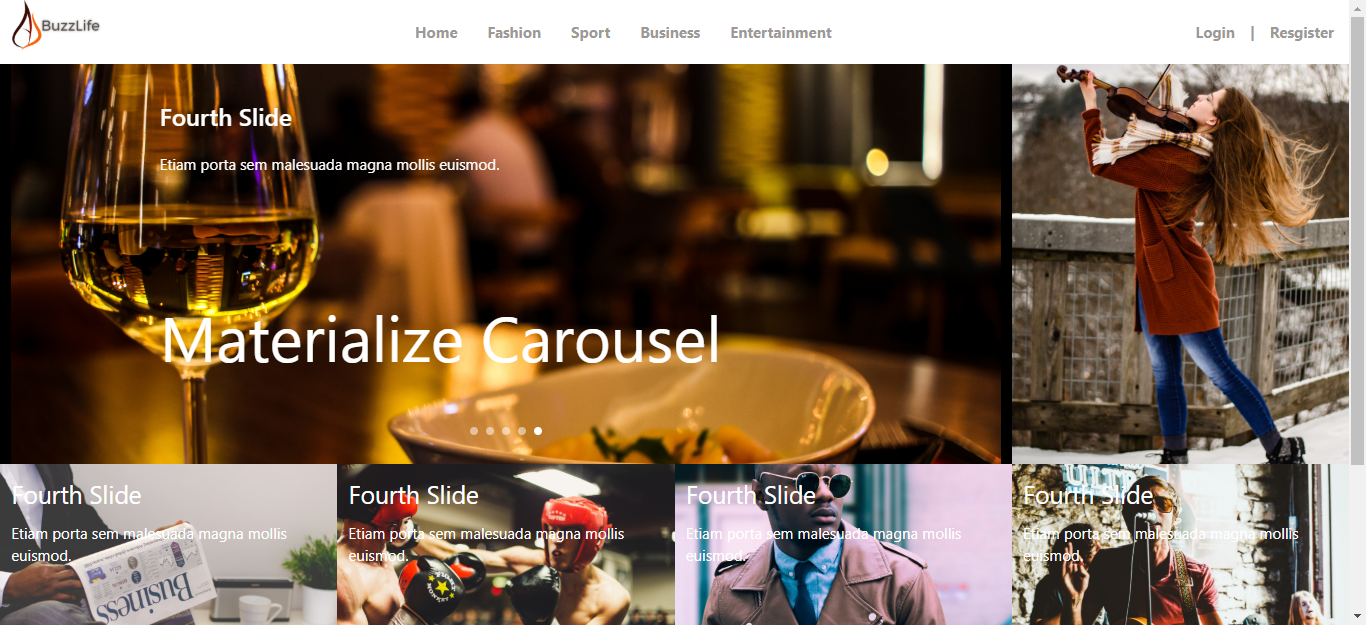 BuzzLife
Home Fashion Sport Business Entertainment
Login | Resgister
Fourth Slide
Etiam porta sem malesuada magna mollis euismod.
Materialize Carousel
Fourth Slide
Etiam porta sem malesuada magna mollis
euismod.
Business
Fourth Slide
Etiam porta sem malesuada magna mollis
euismod.
Fourth Slide
Etiam porta sem malesuada magna mollis
euismod.
Fourth Slide
Etiam porta sem malesuada magna mollis
euismod.